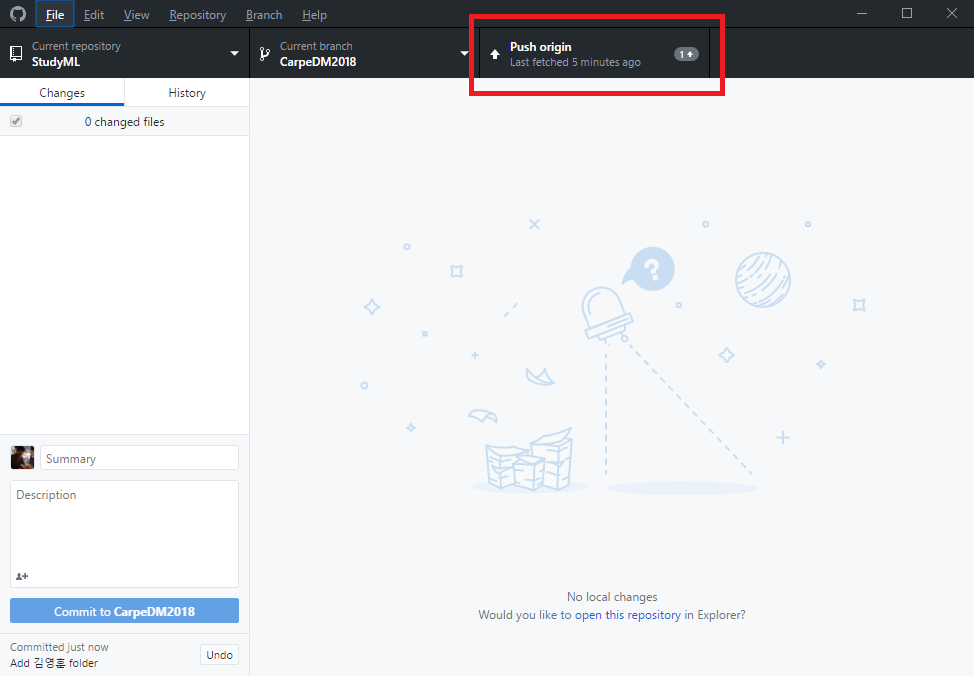 File Edit View Repository Branch Help
Current repository
StudyML
Current branch
CarpeDM2018
Push origin
Last fetched 5 minutes ago
1
Changes History
0 changed files
?
Summary
Description
Commit to CarpeDM2018
Committed just now
Add 김영훈 folder
Undo
No local changes
Would you like to open this repository in Explorer?